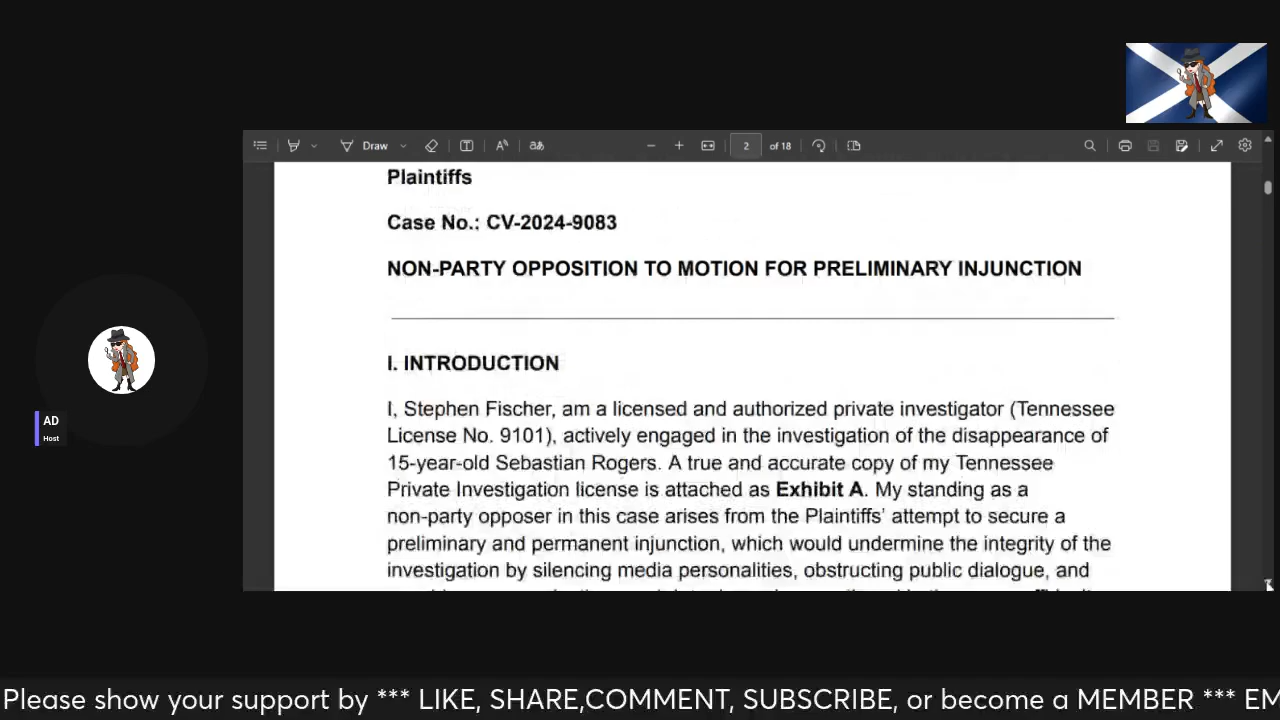 Draw
2 of 18
Plaintiffs
Case No.: CV-2024-9083
NON-PARTY OPPOSITION TO MOTION FOR PRELIMINARY INJUNCTION
I. INTRODUCTION
I, Stephen Fischer, am a licensed and authorized private investigator (Tennessee
License No. 9101), actively engaged in the investigation of the disappearance of
15-year-old Sebastian Rogers. A true and accurate copy of my Tennessee
Private Investigation license is attached as Exhibit A. My standing as a
non-party opposer in this case arises from the Plaintiffs' attempt to secure a
preliminary and permanent injunction, which would undermine the integrity of the
investigation by silencing media personalities, obstructing public dialogue, and
AD
Host
Please show your support by *** LIKE, SHARE,COMMENT, SUBSCRIBE, or become a MEMBER *** EM